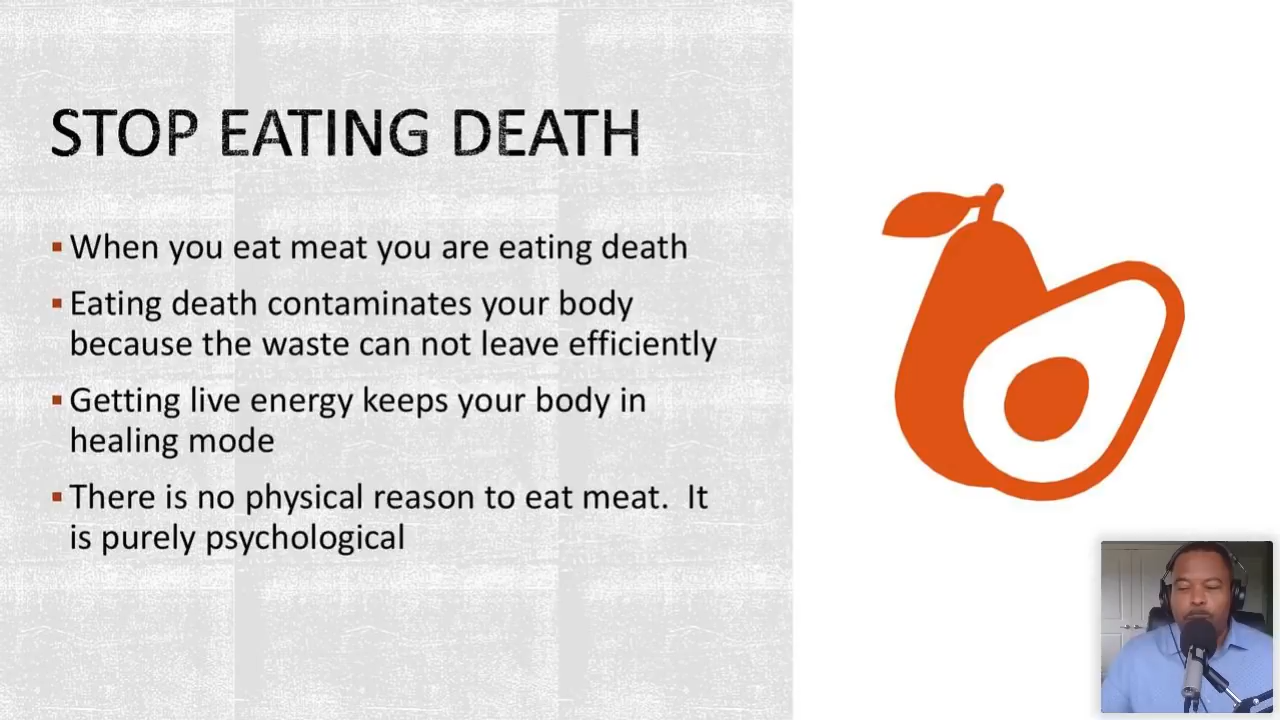 STOP EATING DEATH
▪ When you eat meat you are eating death
▪ Eating death contaminates your body
because the waste can not leave efficiently
▪ Getting live energy keeps your body in
healing mode
▪ There is no physical reason to eat meat.  It
is purely psychological